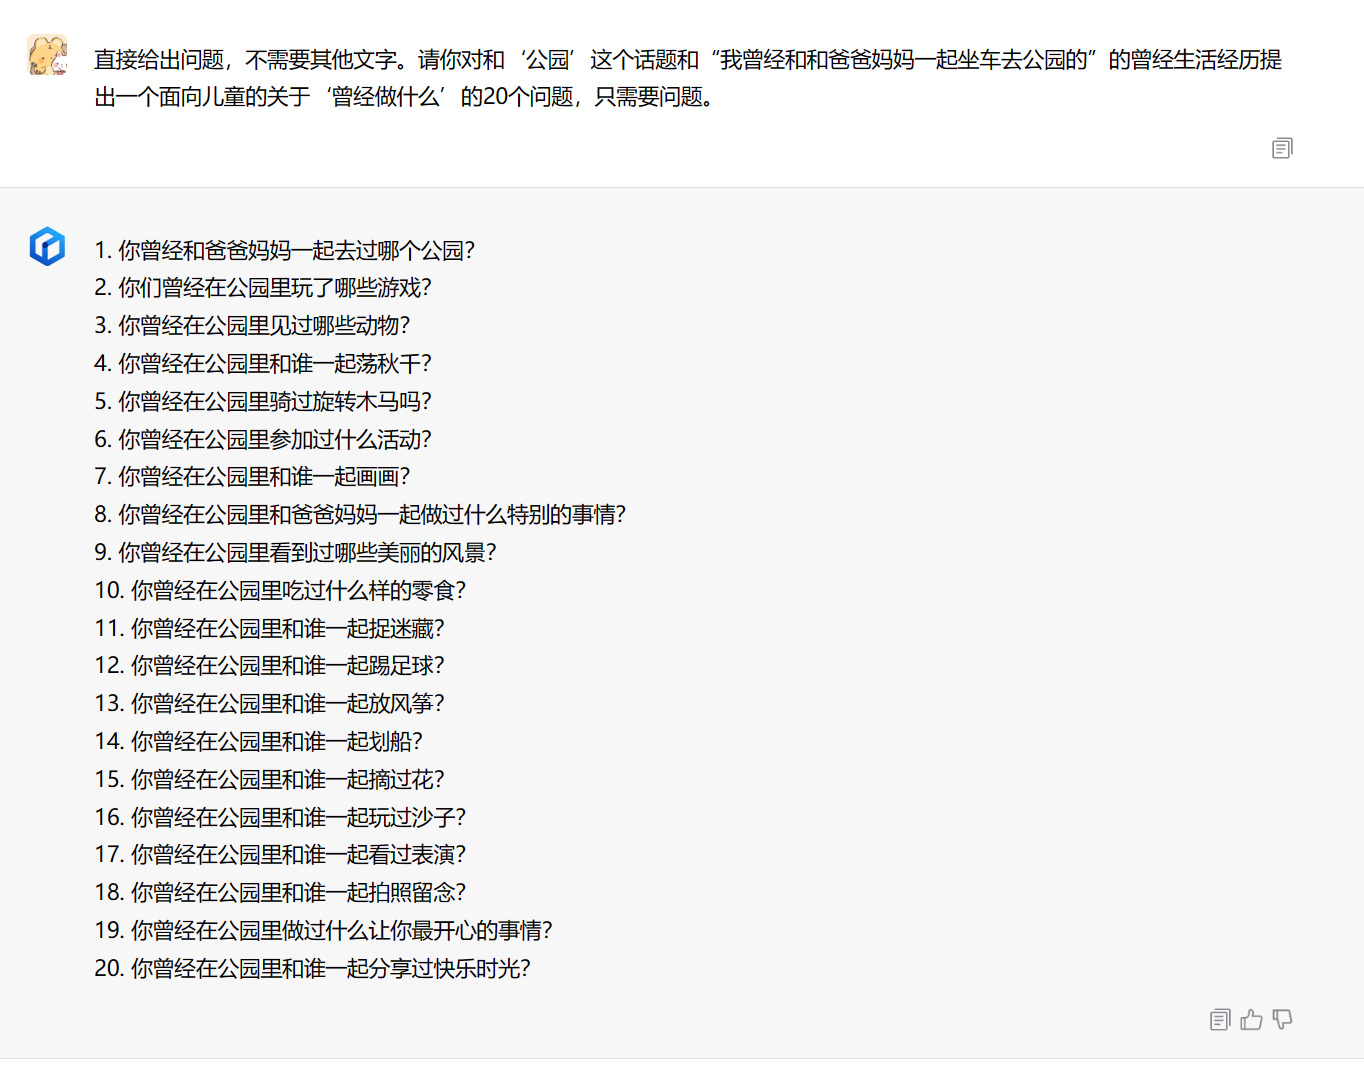 直接给出问题，不需要其他文字。请你对和‘公园’这个话题和“我曾经和和爸爸妈妈一起坐车去公园的”的曾经生活经历提
出一个面向儿童的关于‘曾经做什么’的20个问题，只需要问题。
1. 你曾经和爸爸妈妈一起去过哪个公园？
2. 你们曾经在公园里玩了哪些游戏？
3. 你曾经在公园里见过哪些动物？
4. 你曾经在公园里和谁一起荡秋千？
5. 你曾经在公园里骑过旋转木马吗？
6. 你曾经在公园里参加过什么活动？
7. 你曾经在公园里和谁一起画画？
8. 你曾经在公园里和爸爸妈妈一起做过什么特别的事情？
9. 你曾经在公园里看到过哪些美丽的风景？
10. 你曾经在公园里吃过什么样的零食？
11. 你曾经在公园里和谁一起捉迷藏？
12. 你曾经在公园里和谁一起踢足球？
13. 你曾经在公园里和谁一起放风筝？
14. 你曾经在公园里和谁一起划船？
15. 你曾经在公园里和谁一起摘过花？
16. 你曾经在公园里和谁一起玩过沙子？
17. 你曾经在公园里和谁一起看过表演？
18. 你曾经在公园里和谁一起拍照留念？
19. 你曾经在公园里做过什么让你最开心的事情？
20. 你曾经在公园里和谁一起分享过快乐时光？